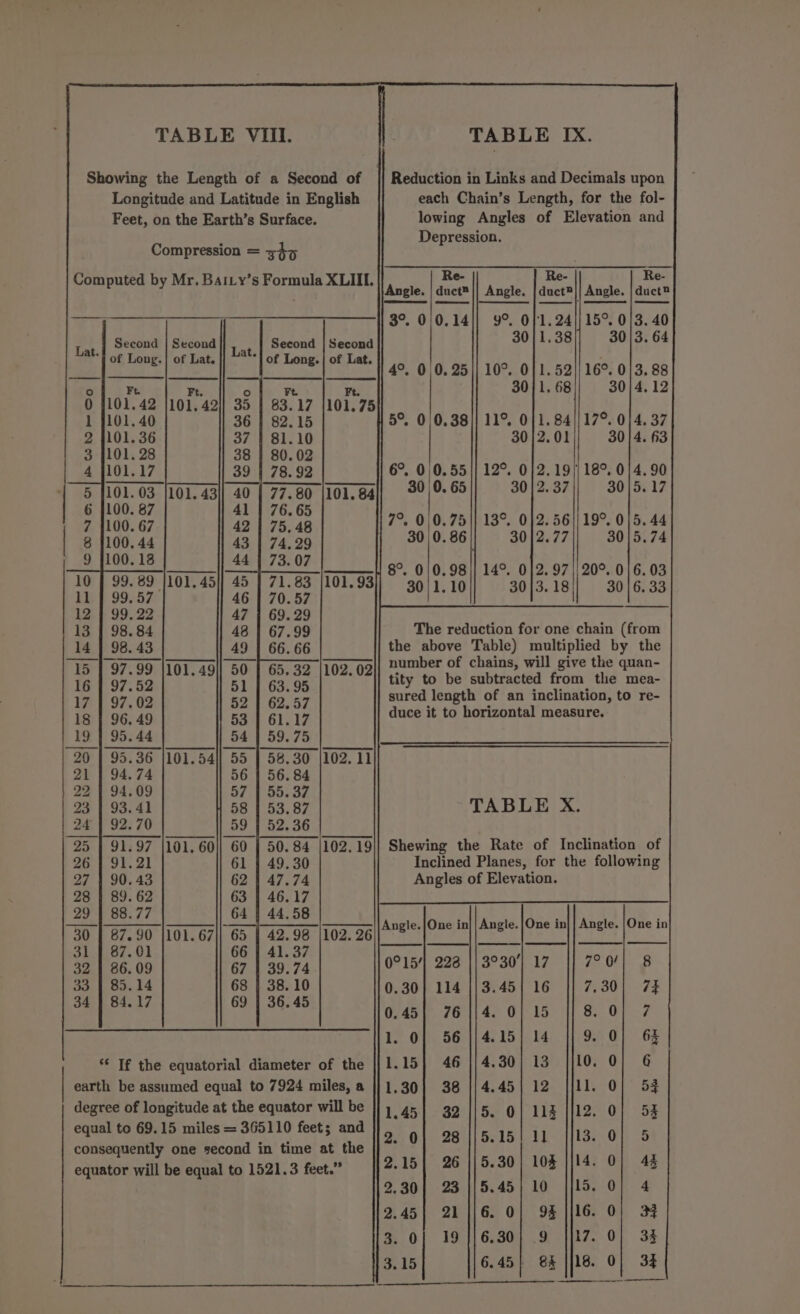 TABLE VIII.
Showing the Length of a Second of
Longitude and Latitude in English
Feet, on the Earth's Surface.
Compression =
Computed by Mr. BAILY's Formula XLIII.
Lat. | Second of Long. | Second of Lat. | Lat. | Second of Long. | Second of Lat.
o | Ft. | Ft. | o | Ft. | Ft.
0 | 101.42 | 101.42 | 35 | 83.17 | 101.75
1 | 101.40 | | 36 | 82.15
2 | 101.36 | | 37 | 81.10
3 | 101.28 | | 38 | 80.02
4 | 101.17 | | 39 | 78.92
5 | 101.03 | 101.43 | 40 | 77.80 | 101.84
6 | 100.87 | | 41 | 76.65
7 | 100.67 | | 42 | 75.48
8 | 100.44 | | 43 | 74.29
9 | 100.18 | | 44 | 73.07
10 | 99.89 | 101.45 | 45 | 71.83 | 101.93
11 | 99.57 | | 46 | 70.57
12 | 99.22 | | 47 | 69.29
13 | 98.84 | | 48 | 67.99
14 | 98.43 | | 49 | 66.66
15 | 97.99 | 101.49 | 50 | 65.32 | 102.02
16 | 97.52 | | 51 | 63.95
17 | 97.02 | | 52 | 62.57
18 | 96.49 | | 53 | 61.17
19 | 95.44 | | 54 | 59.75
20 | 95.36 | 101.54 | 55 | 58.30 | 102.11
21 | 94.74 | | 56 | 56.84
22 | 94.09 | | 57 | 55.37
23 | 93.41 | | 58 | 53.87
24 | 92.70 | | 59 | 52.36
25 | 91.97 | 101.60 | 60 | 50.84 | 102.19
26 | 91.21 | | 61 | 49.30
27 | 90.43 | | 62 | 47.74
28 | 89.62 | | 63 | 46.17
29 | 88.77 | | 64 | 44.58
30 | 87.90 | 101.67 | 65 | 42.98 | 102.26
31 | 87.01 | | 66 | 41.37
32 | 86.09 | | 67 | 39.74
33 | 85.14 | | 68 | 38.10
34 | 84.17 | | 69 | 36.45
“ If the equatorial diameter of the
earth be assumed equal to 7924 miles, a
degree of longitude at the equator will be
equal to 69.15 miles = 365110 feet; and
consequently one second in time at the
equator will be equal to 1521.3 feet.”
TABLE IX.
Reduction in Links and Decimals upon
each Chain's Length, for the fol-
lowing Angles of Elevation and
Depression.
Angle. | Re-ductn | Angle. | Re-ductn | Angle. | Re-ductn
3°. 0 | 0.14 | 9°. 0 | 1.24 | 15°. 0 | 3.40
30 | 1.38 | 30 | 3.64
4°. 0 | 0.25 | 10°. 0 | 1.52 | 16°. 0 | 3.88
30 | 1.68 | 30 | 4.12
5°. 0 | 0.38 | 11°. 0 | 1.84 | 17°. 0 | 4.37
30 | 2.01 | 30 | 4.63
6°. 0 | 0.55 | 12°. 0 | 2.19 | 18°. 0 | 4.90
30 | 0.65 | 30 | 2.37 | 30 | 5.17
7°. 0 | 0.75 | 13°. 0 | 2.56 | 19°. 0 | 5.44
30 | 0.86 | 30 | 2.77 | 30 | 5.74
8°. 0 | 0.98 | 14°. 0 | 2.97 | 20°. 0 | 6.03
30 | 1.10 | 30 | 3.18 | 30 | 6.33
The reduction for one chain (from
the above Table) multiplied by the
number of chains, will give the quan-
tity to be subtracted from the mea-
sured length of an inclination, to re-
duce it to horizontal measure.
TABLE X.
Shewing the Rate of Inclination of
Inclined Planes, for the following
Angles of Elevation.
Angle. | One in | Angle. | One in | Angle. | One in
0°15′ | 228 | 3°30′ | 17 | 7° 0′ | 8
0.30 | 114 | 3.45 | 16 | 7.30 | 7¾
0.45 | 76 | 4. 0 | 15 | 8. 0 | 7
1. 0 | 56 | 4.15 | 14 | 9. 0
1.15 | 46 | 4.30 | 13 | 10. 0 | 6
1.30 | 38 | 4.45 | 12 | 11. 0
1.45 | 32 | 5. 0 | | 12. 0
2. 0 | 28 | 5.15 | 11 | 13. 0 | 5
2.15 | 26 | 5.30 | | 14. 0
2.30 | 23 | 5.45 | 10 | 15. 0 | 4
2.45 | 21 | 6. 0 | | 16. 0
3. 0 | 19 | 6.30 | 9 | 17. 0
3.15 | | 6.45 | | 18. 0